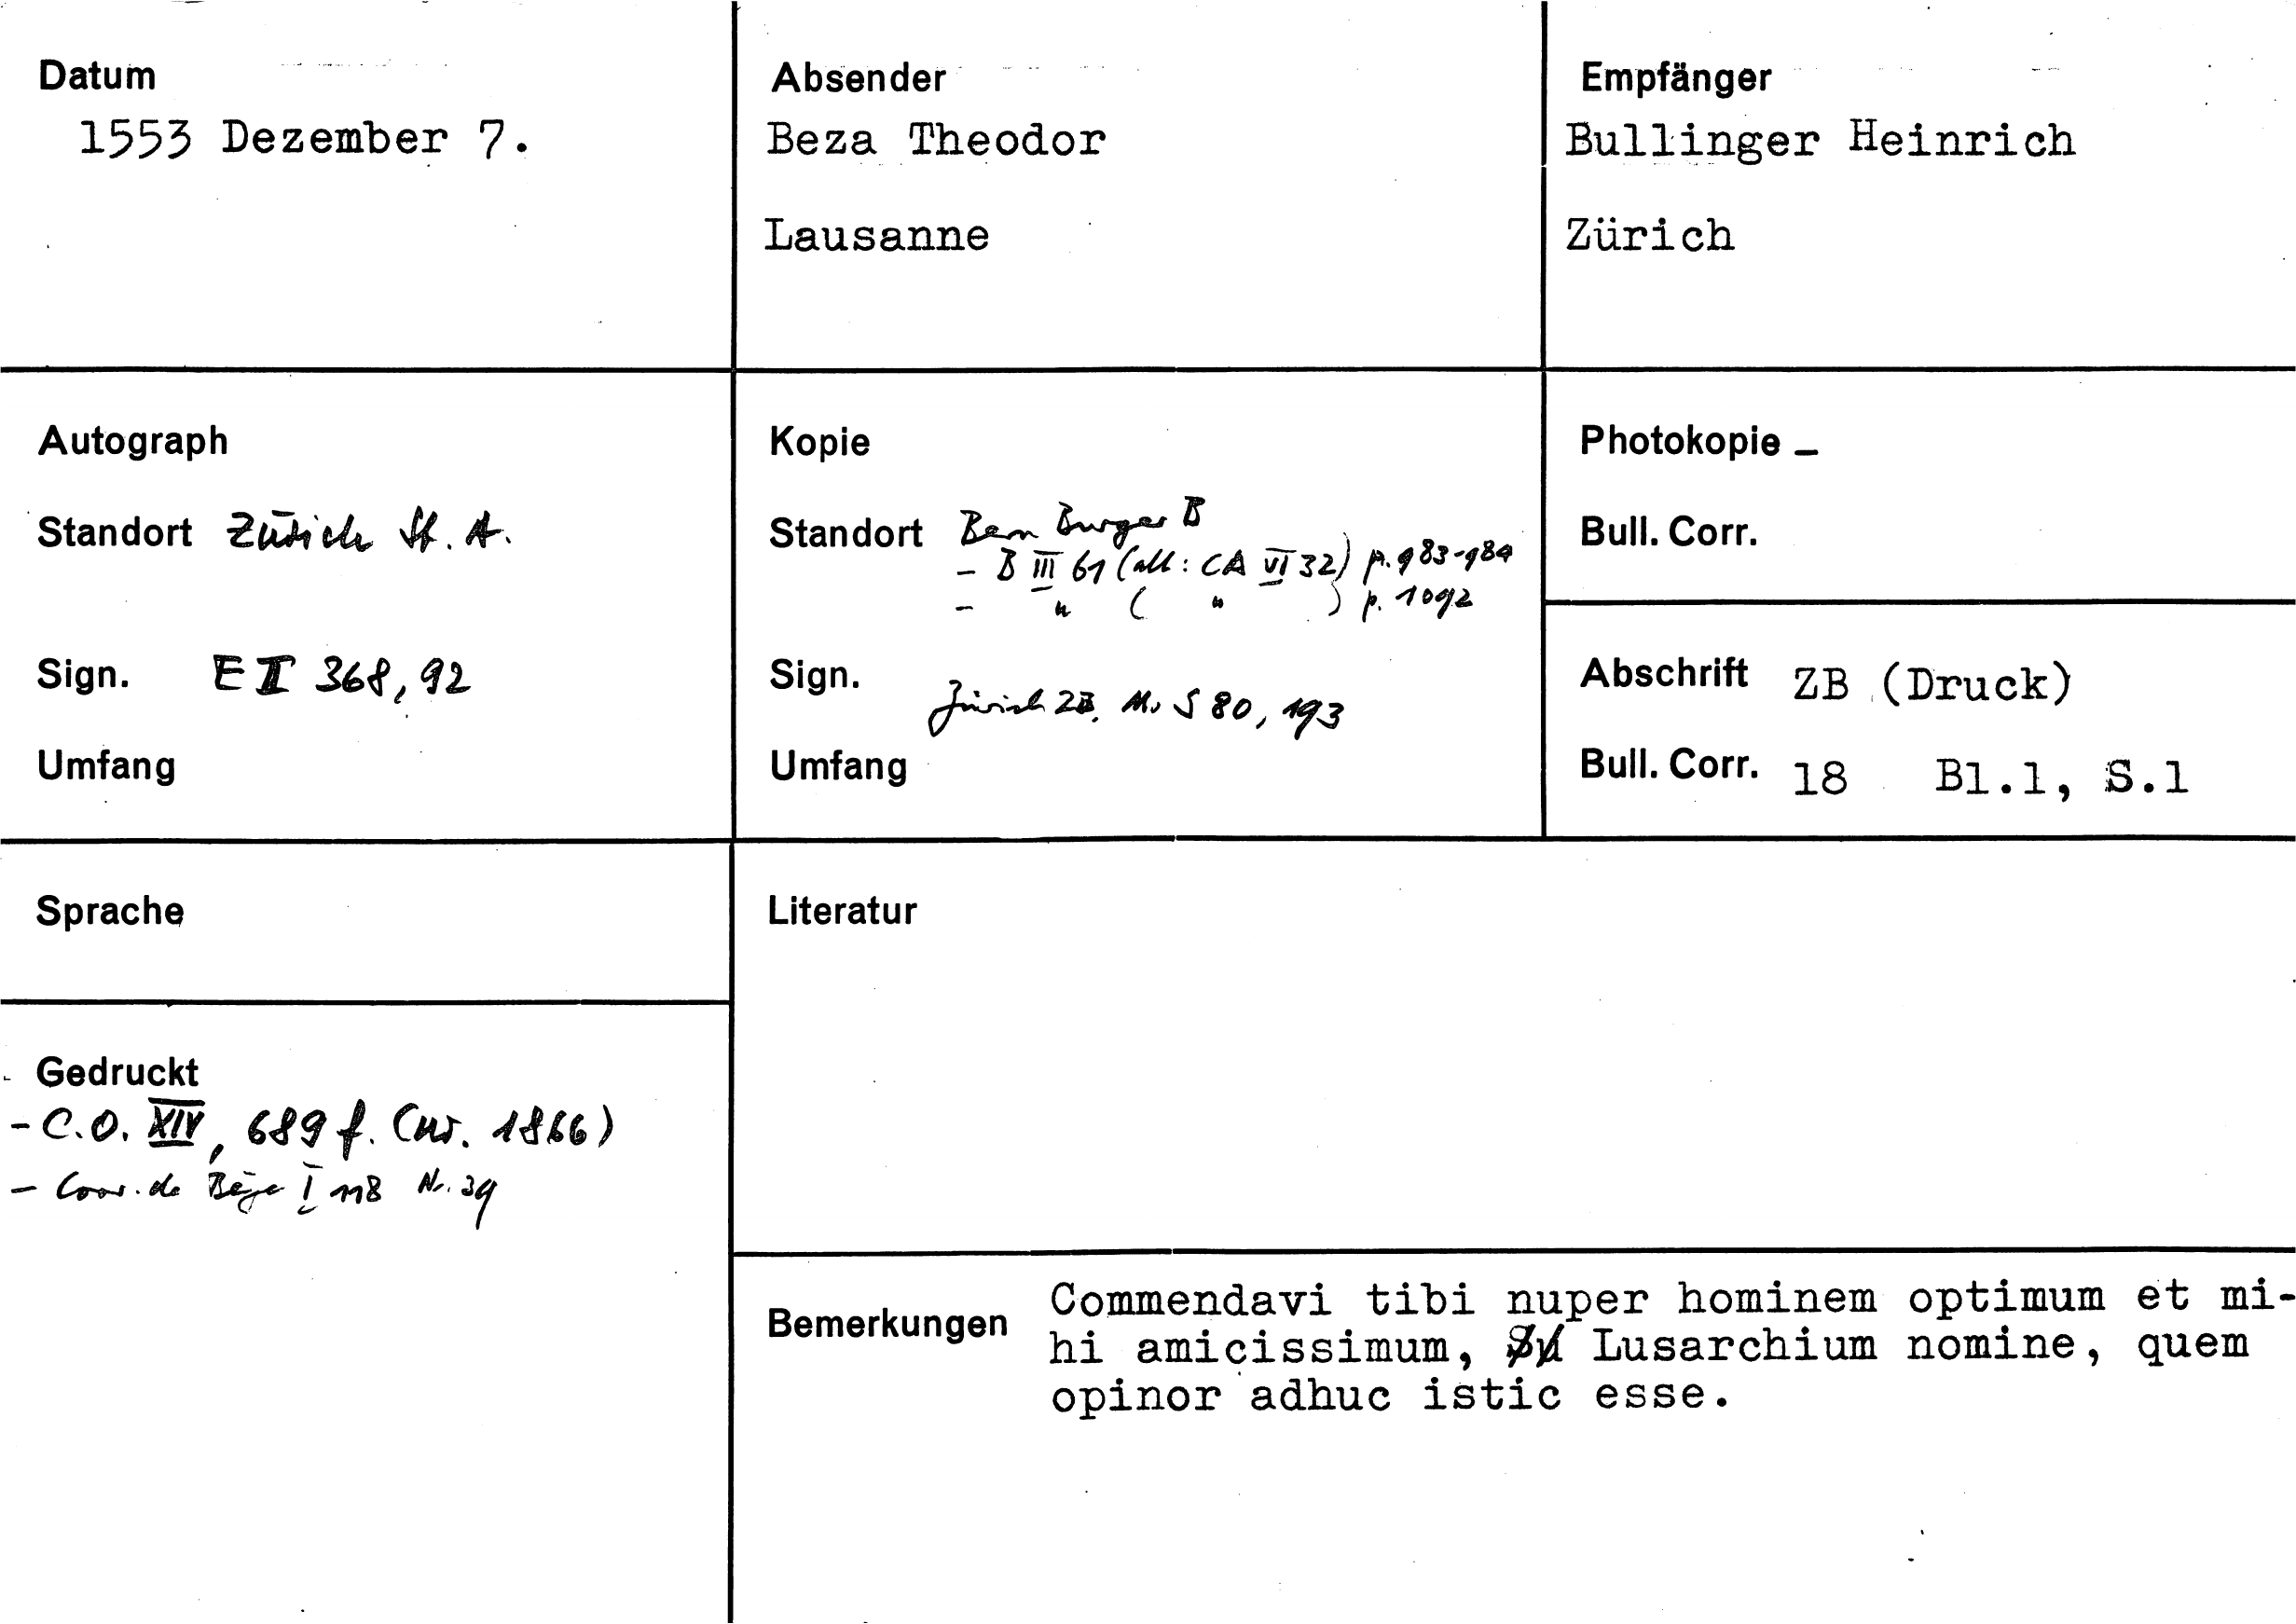 Datum
1553 Dezember 7.
Absender
Beza Theodor
Lausanne
Empfänger
Bullinger Heinrich
Zürich
Autograph
Standort Zürich St. A.
Sign. E II 368, 92
Umfang
Kopie
Standort Bern Burger B
- B III 61 (alt: CA VI 32) p. 983-984
- " ( " ) p. 1092
Sign.
Zürich ZB, Ms S 80, 193
Umfang
Photokopie -
Bull. Corr.
Abschrift ZB (Druck)
Bull. Corr. 18 Bl.1, S.1
Sprache
Gedruckt
- C.O. XIV, 689 f. (nr. 1866)
- Corr. de Bèze I 118 Nr. 39
Literatur
Bemerkungen
Commendavi tibi nuper hominem optimum et mi-
hi amicissimum, Lusarchium nomine, quem
opinor adhuc istic esse.